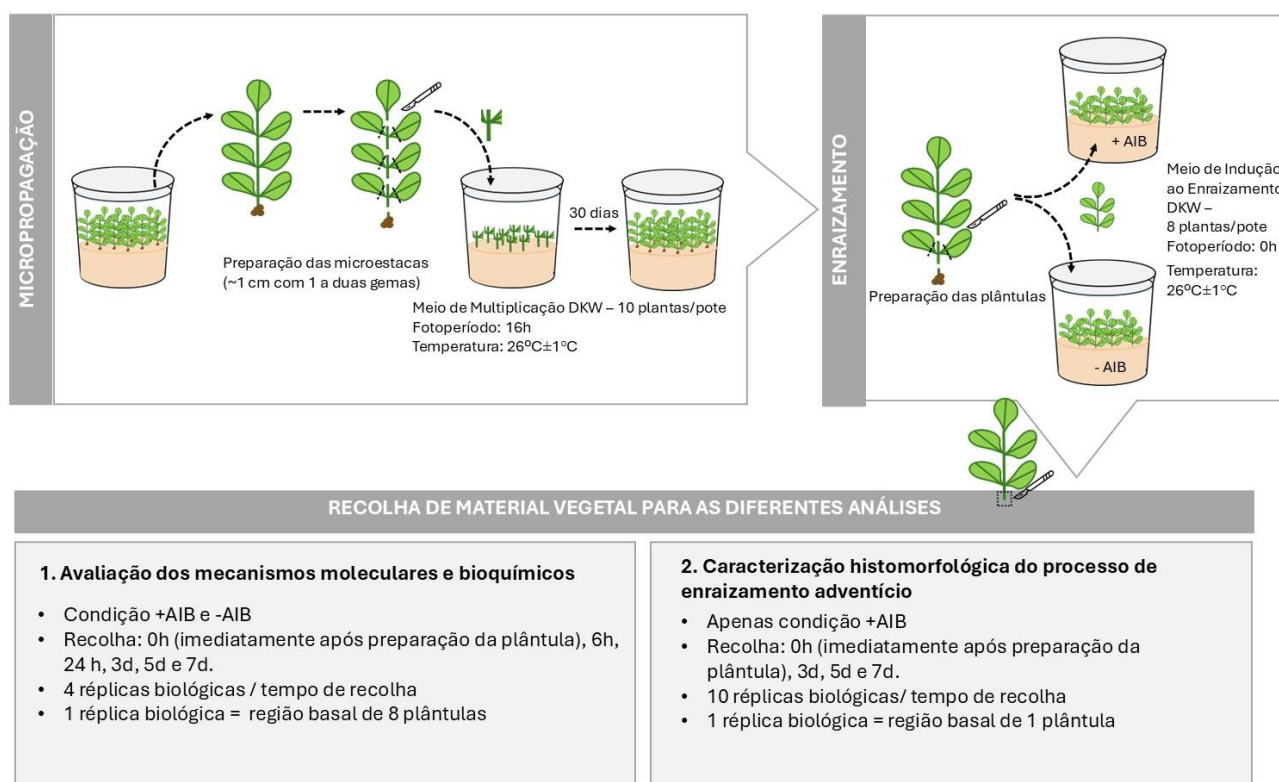 MICROPROPAGAÇÃO
Preparação das microestacas
(~1 cm com 1 a duas gemas)
30 dias
Meio de Multiplicação DKW – 10 plantas/pote
Fotoperíodo: 16h
Temperatura: 26ºC±1°C
ENRAIZAMENTO
Preparação das plântulas
+ AIB
- AIB
Meio de Indução
ao Enraizamento
DKW –
8 plantas/pote
Fotoperíodo: 0h
Temperatura:
26ºC±1°C
RECOLHA DE MATERIAL VEGETAL PARA AS DIFERENTES ANÁLISES
1. Avaliação dos mecanismos moleculares e bioquímicos
• Condição +AIB e -AIB
• Recolha: 0h (imediatamente após preparação da plântula), 6h,
24 h, 3d, 5d e 7d.
• 4 réplicas biológicas / tempo de recolha
• 1 réplica biológica = região basal de 8 plântulas
2. Caracterização histomorfológica do processo de
enraizamento adventício
• Apenas condição +AIB
• Recolha: 0h (imediatamente após preparação da
plântula), 3d, 5d e 7d.
• 10 réplicas biológicas/ tempo de recolha
• 1 réplica biológica = região basal de 1 plântula